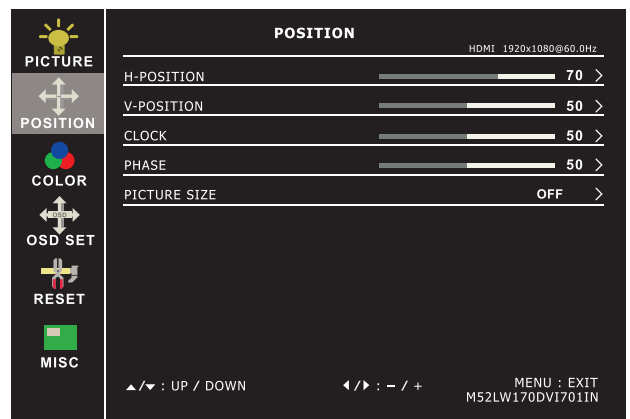 PICTURE
POSITION
COLOR
OSD
OSD SET
RESET
MISC
POSITION
HDMI 1920x1080@60.0Hz
H-POSITION 70 >
V-POSITION 50 >
CLOCK 50 >
PHASE 50 >
PICTURE SIZE OFF >
▲/▼ : UP / DOWN ◀/▶ : – / + MENU : EXIT
M52LW170DVI701IN